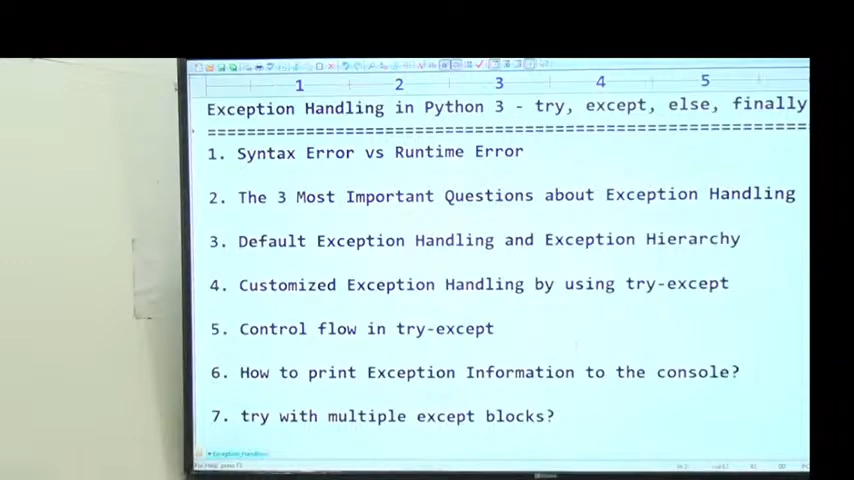 1 2 3 4 5
Exception Handling in Python 3 - try, except, else, finally
==========================================================
1. Syntax Error vs Runtime Error
2. The 3 Most Important Questions about Exception Handling
3. Default Exception Handling and Exception Hierarchy
4. Customized Exception Handling by using try-except
5. Control flow in try-except
6. How to print Exception Information to the console?
7. try with multiple except blocks?